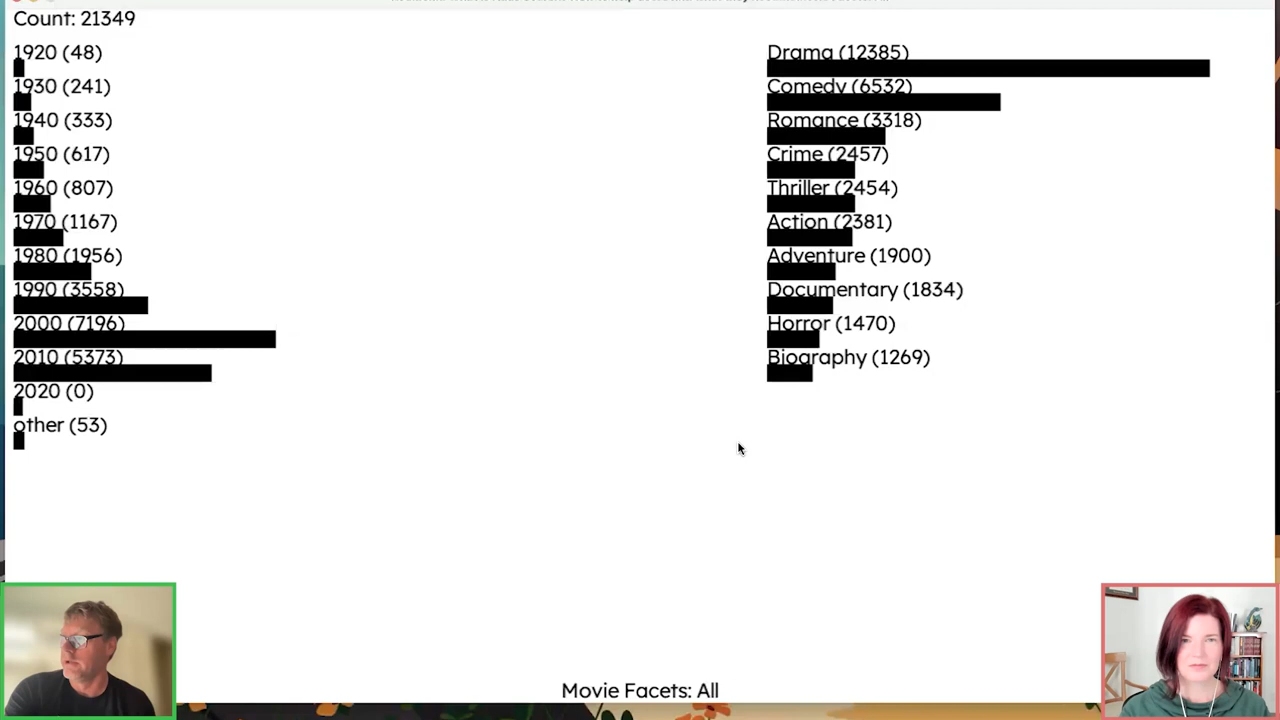 Count: 21349
1920 (48)
1930 (241)
1940 (333)
1950 (617)
1960 (807)
1970 (1167)
1980 (1956)
1990 (3558)
2000 (7196)
2010 (5373)
2020 (0)
other (53)
Drama (12385)
Comedy (6532)
Romance (3318)
Crime (2457)
Thriller (2454)
Action (2381)
Adventure (1900)
Documentary (1834)
Horror (1470)
Biography (1269)
Movie Facets: All